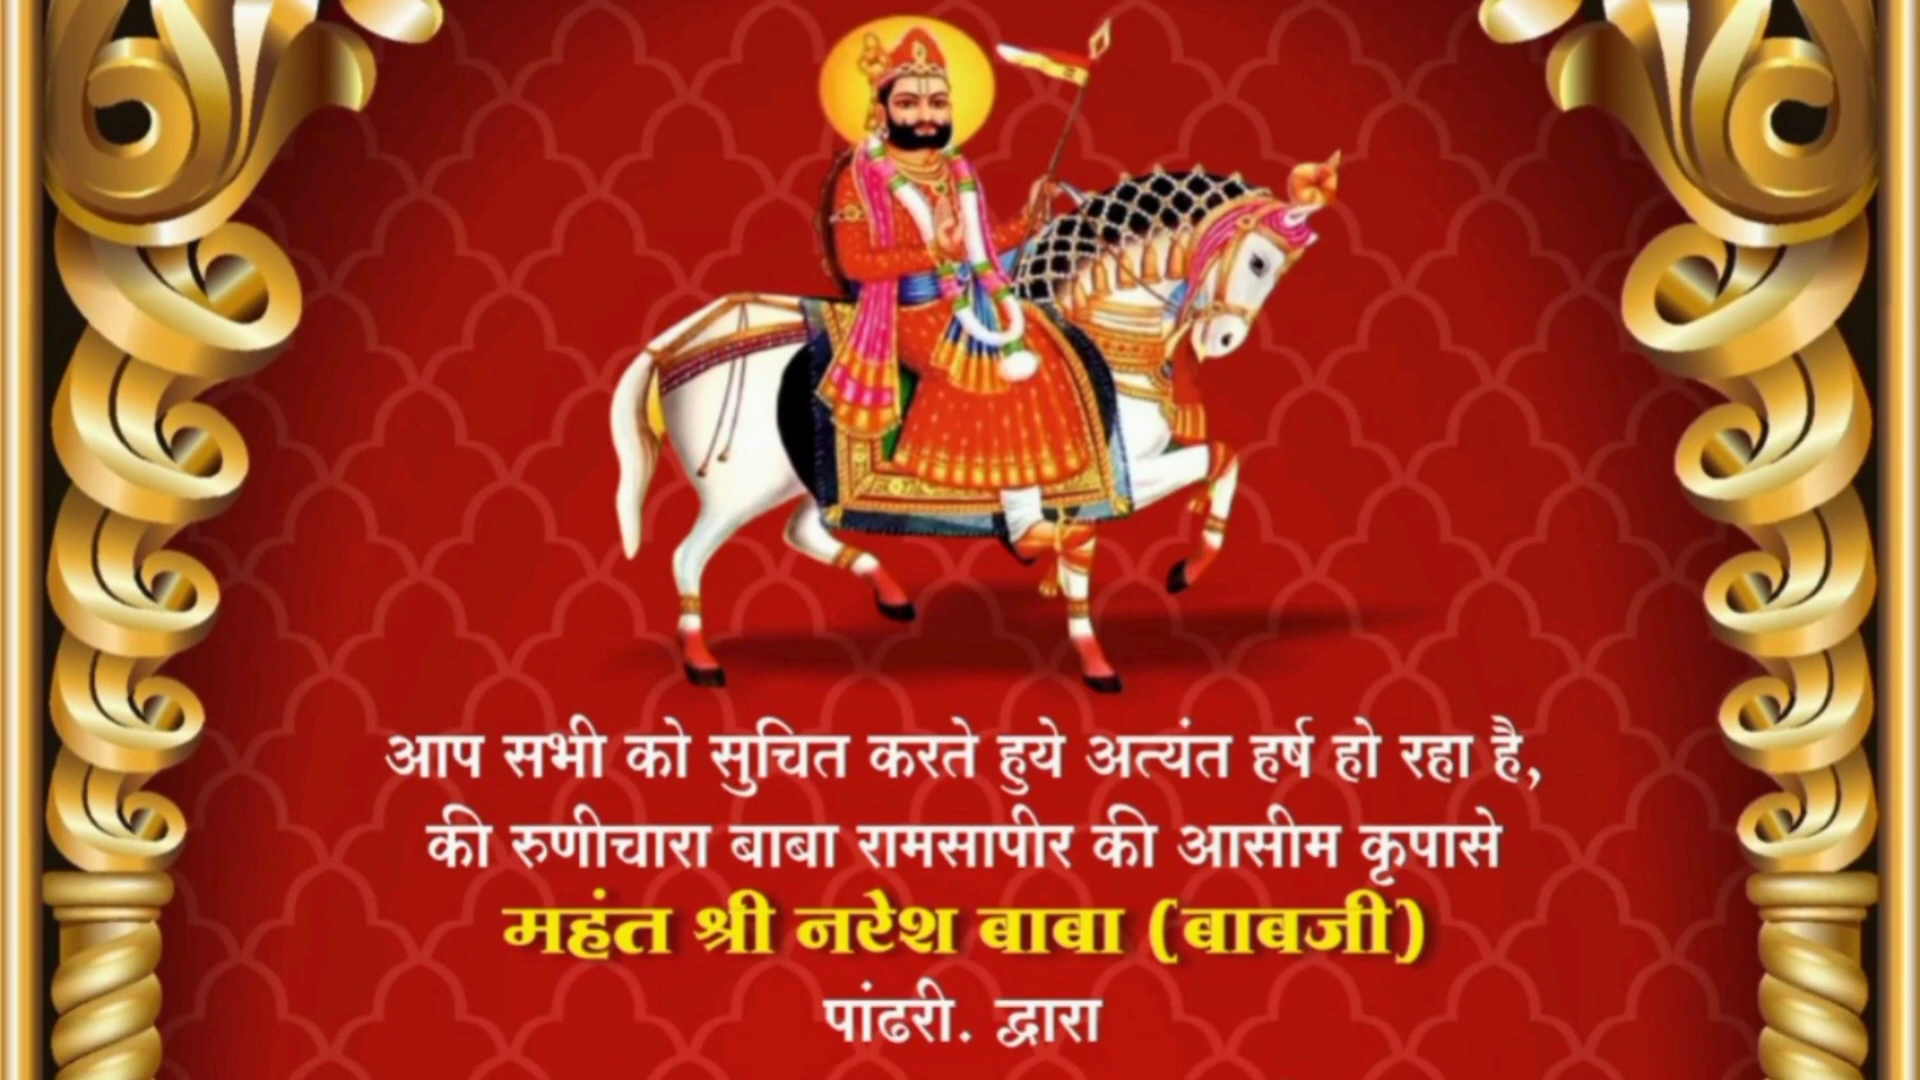 आप सभी को सुचित करते हुये अत्यंत हर्ष हो रहा है,
की रुणीचारा बाबा रामसापीर की आसीम कृपासे
महंत श्री नरेश बाबा (बाबजी)
पांढरी. द्वारा